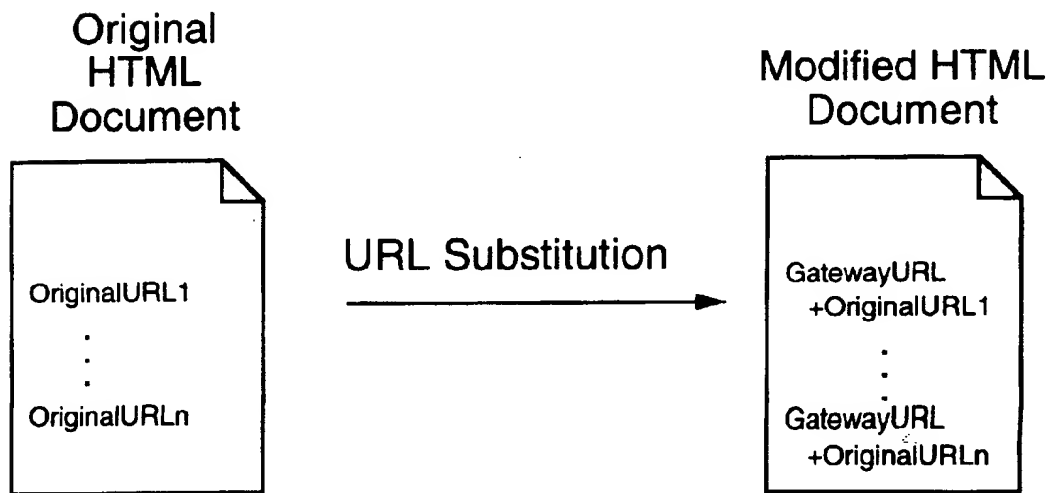 Original
HTML
Document
OriginalURL1
.
.
.
OriginalURLn
URL Substitution
Modified HTML
Document
GatewayURL
+OriginalURL1
.
.
.
GatewayURL
+OriginalURLn